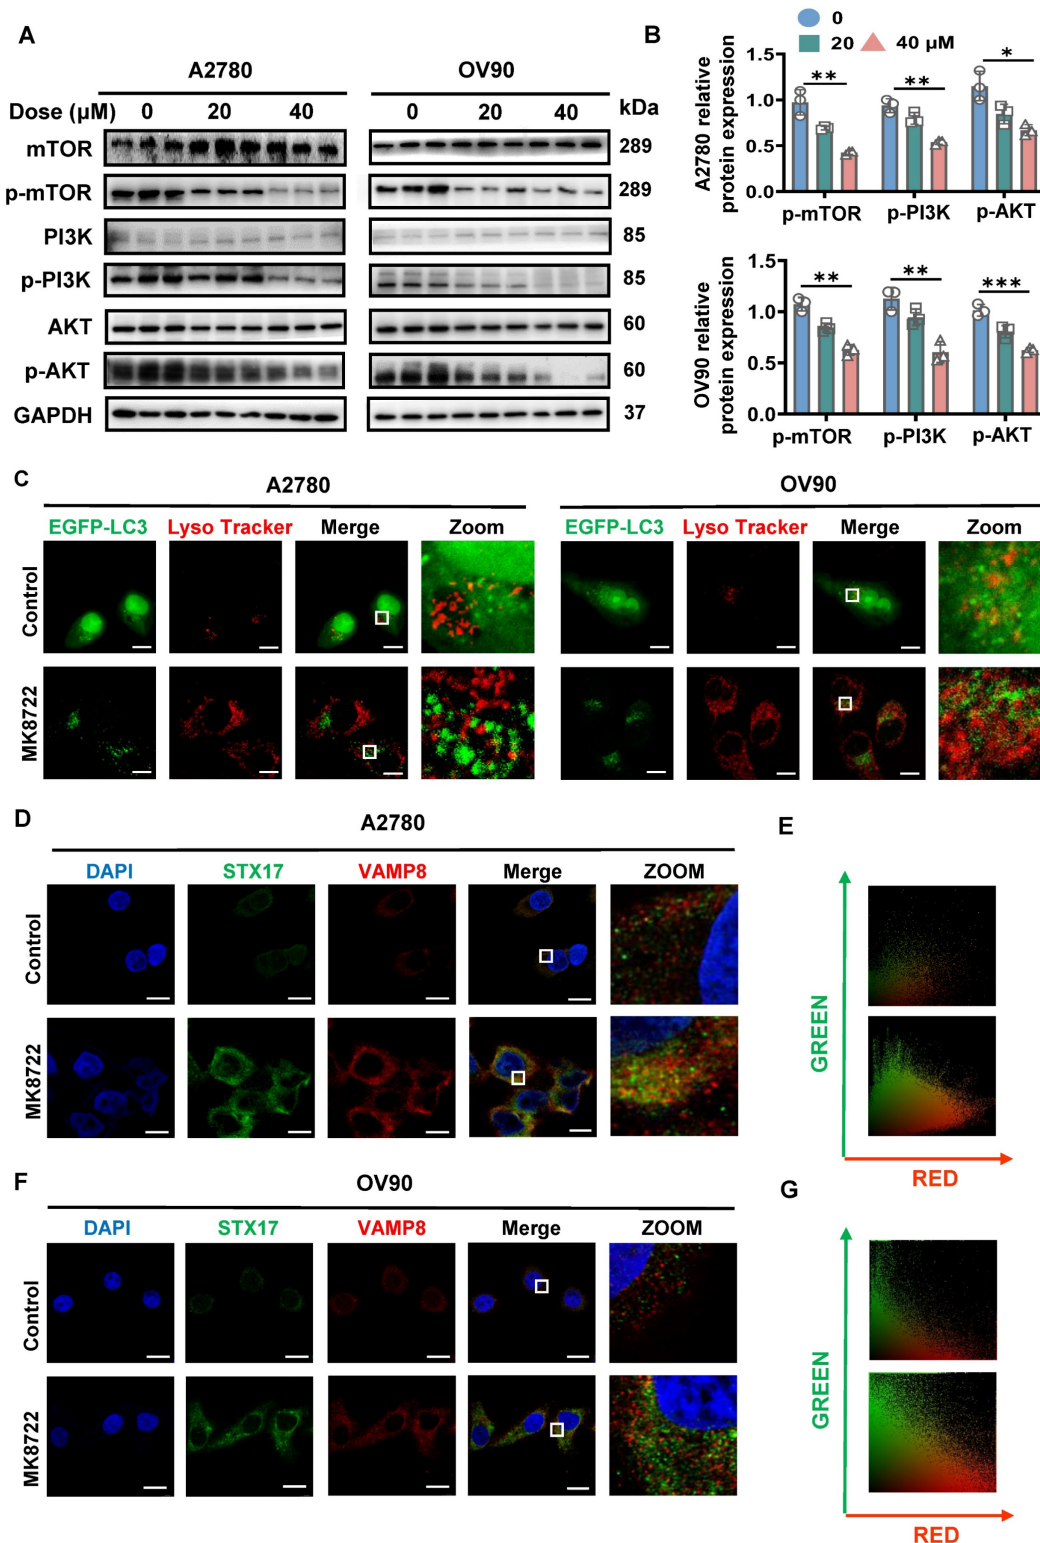 A
A2780 OV90
Dose (μM) 0 20 40 0 20 40 kDa
mTOR 289
p-mTOR 289
PI3K 85
p-PI3K 85
AKT 60
p-AKT 60
GAPDH 37
B
0
20 40 μM
A2780 relative
protein expression
1.5
1.0
0.5
0.0
** ** *
p-mTOR p-PI3K p-AKT
OV90 relative
protein expression
1.5
1.0
0.5
0.0
** ** ***
p-mTOR p-PI3K p-AKT
C
A2780 OV90
EGFP-LC3 Lyso Tracker Merge Zoom EGFP-LC3 Lyso Tracker Merge Zoom
Control
MK8722
D
A2780
DAPI STX17 VAMP8 Merge ZOOM
Control
MK8722
E
GREEN
RED
F
OV90
DAPI STX17 VAMP8 Merge ZOOM
Control
MK8722
G
GREEN
RED